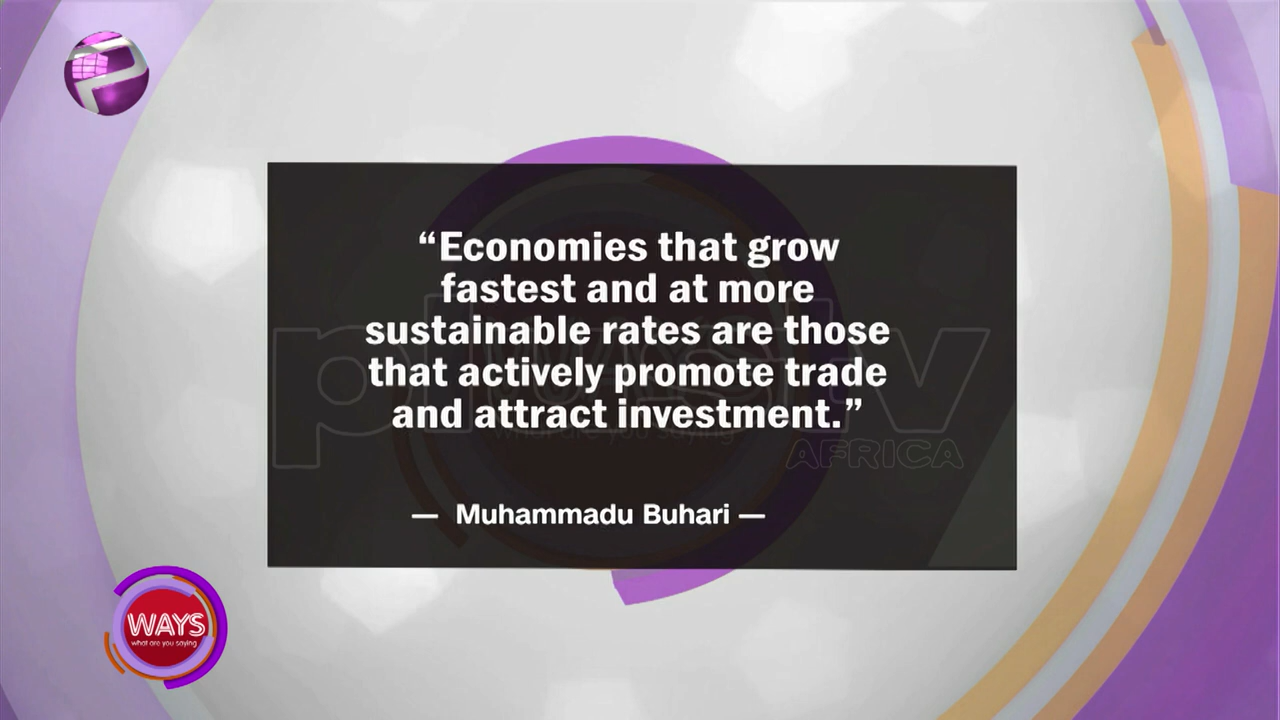 “Economies that grow
fastest and at more
sustainable rates are those
that actively promote trade
and attract investment.”
— Muhammadu Buhari —
plustv
AFRICA
WAYS
what are you saying